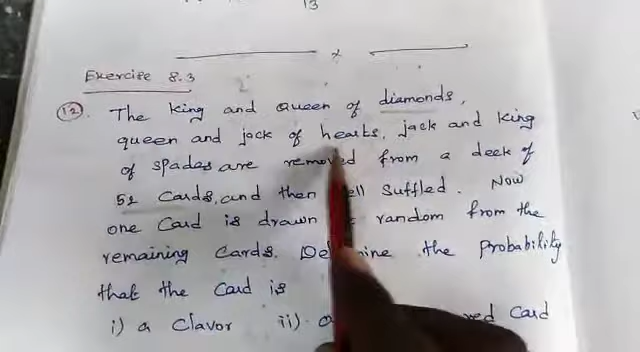 13
Exercise 8.3
12. The king and Queen of diamonds,
queen and jack of hearts, jack and king
of spades are removed from a deck of
52 Cards, and then well Suffled. Now
one Card is drawn random from the
remaining Cards. Determine the probability
that the Card is
i) a Clavor ii) a red Card